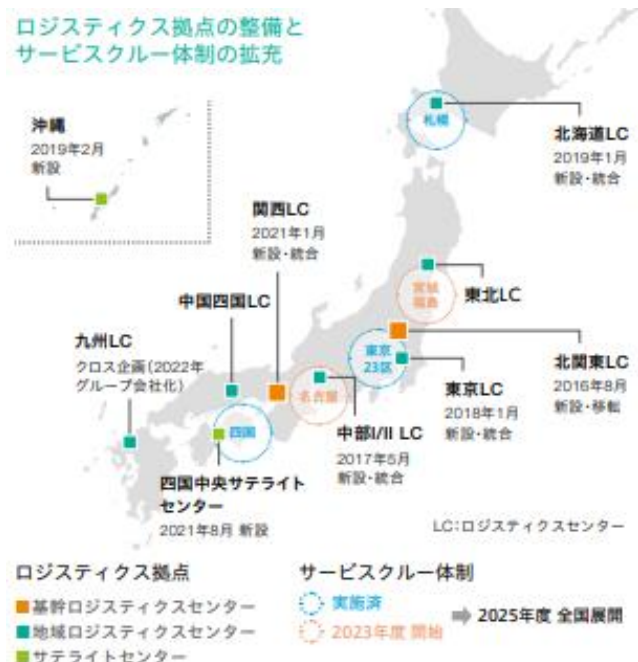 ロジスティクス拠点の整備と
サービスクルー体制の拡充
沖縄
2019年2月
新設
札幌
北海道LC
2019年1月
新設・統合
関西LC
2021年1月
新設・統合
宮城
福島
東北LC
中国四国LC
九州LC
クロス企画(2022年
グループ会社化)
東京
23区
北関東LC
2016年8月
新設・移転
名古屋
東京LC
2018年1月
新設・統合
四国
中部I/II LC
2017年5月
新設・統合
四国中央サテライト
センター
2021年8月 新設
LC:ロジスティクスセンター
ロジスティクス拠点
基幹ロジスティクスセンター
地域ロジスティクスセンター
サテライトセンター
サービスクルー体制
実施済
2023年度 開始
2025年度 全国展開